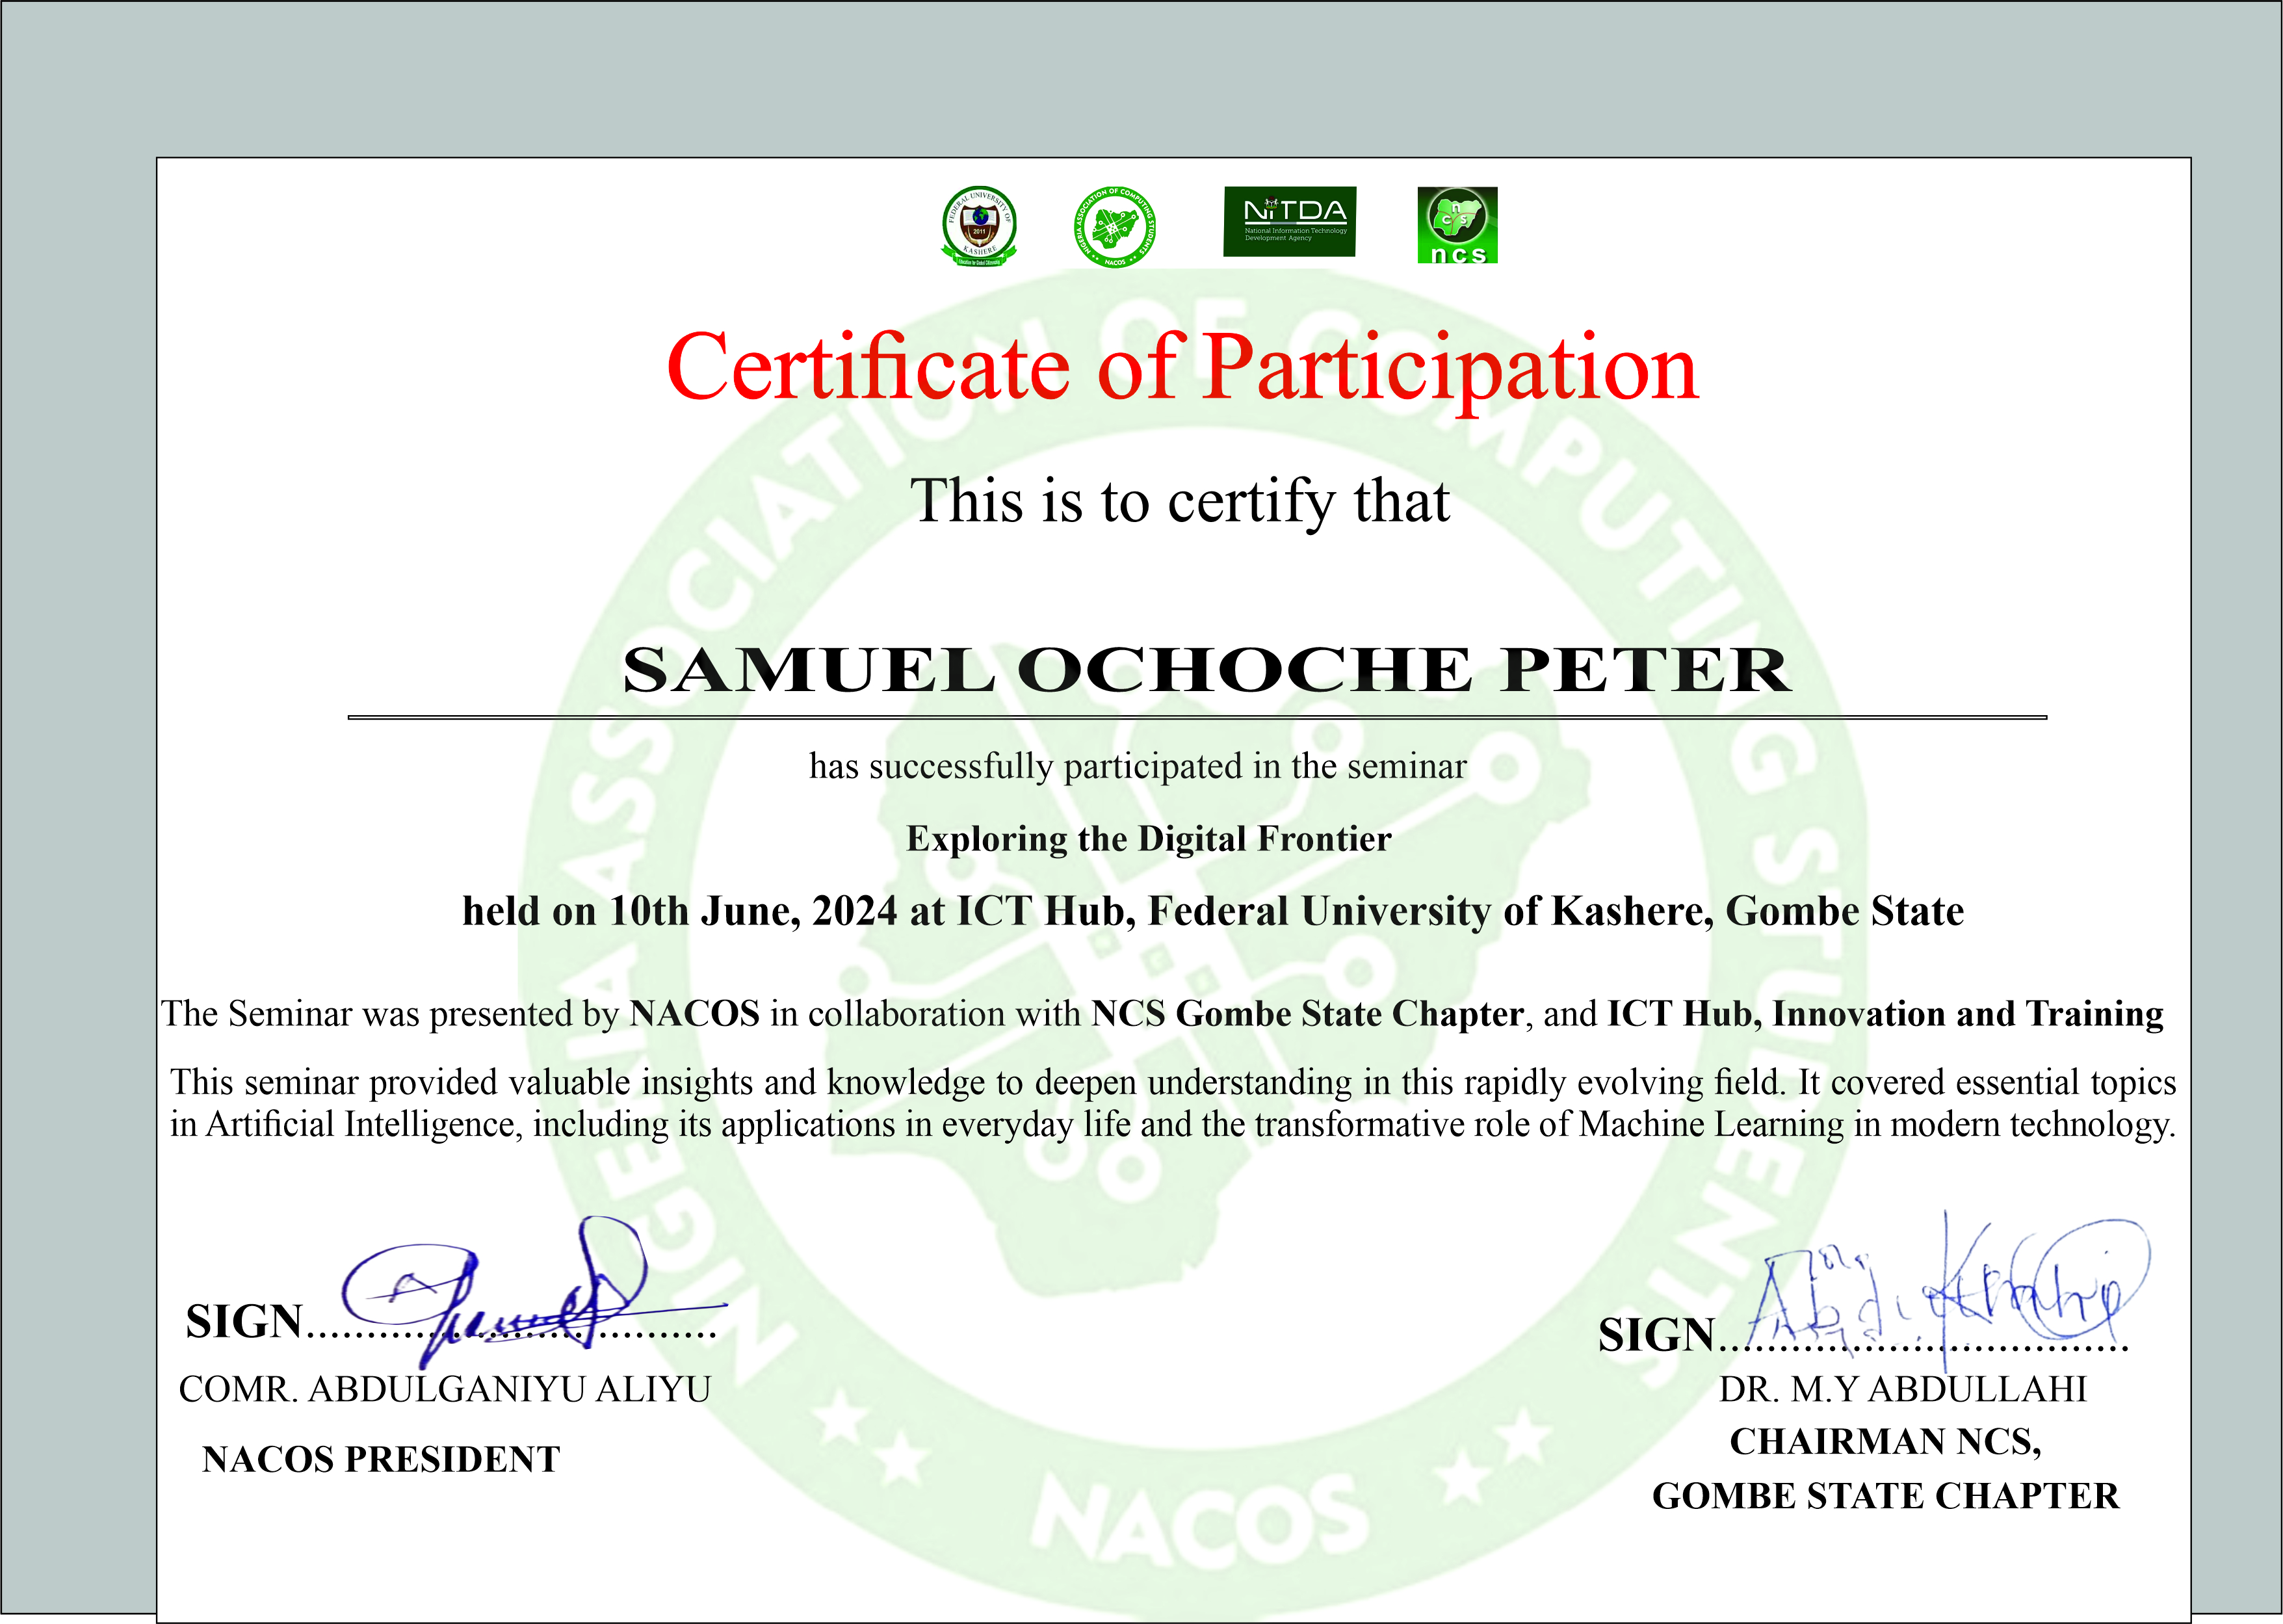 FEDERAL UNIVERSITY OF
2011
KASHERE
Education for Global Citizenship
NIGERIA ASSOCIATION OF COMPUTING STUDENTS
NACOS
NiTDA
National Information Technology
Development Agency
n
c s
ncs
Certificate of Participation
This is to certify that
SAMUEL OCHOCHE PETER
has successfully participated in the seminar
Exploring the Digital Frontier
held on 10th June, 2024 at ICT Hub, Federal University of Kashere, Gombe State
The Seminar was presented by NACOS in collaboration with NCS Gombe State Chapter, and ICT Hub, Innovation and Training
This seminar provided valuable insights and knowledge to deepen understanding in this rapidly evolving field. It covered essential topics
in Artificial Intelligence, including its applications in everyday life and the transformative role of Machine Learning in modern technology.
SIGN..................................
COMR. ABDULGANIYU ALIYU
NACOS PRESIDENT
SIGN..................................
DR. M.Y ABDULLAHI
CHAIRMAN NCS,
GOMBE STATE CHAPTER
NIGERIA ASSOCIATION OF COMPUTING STUDENTS
NACOS